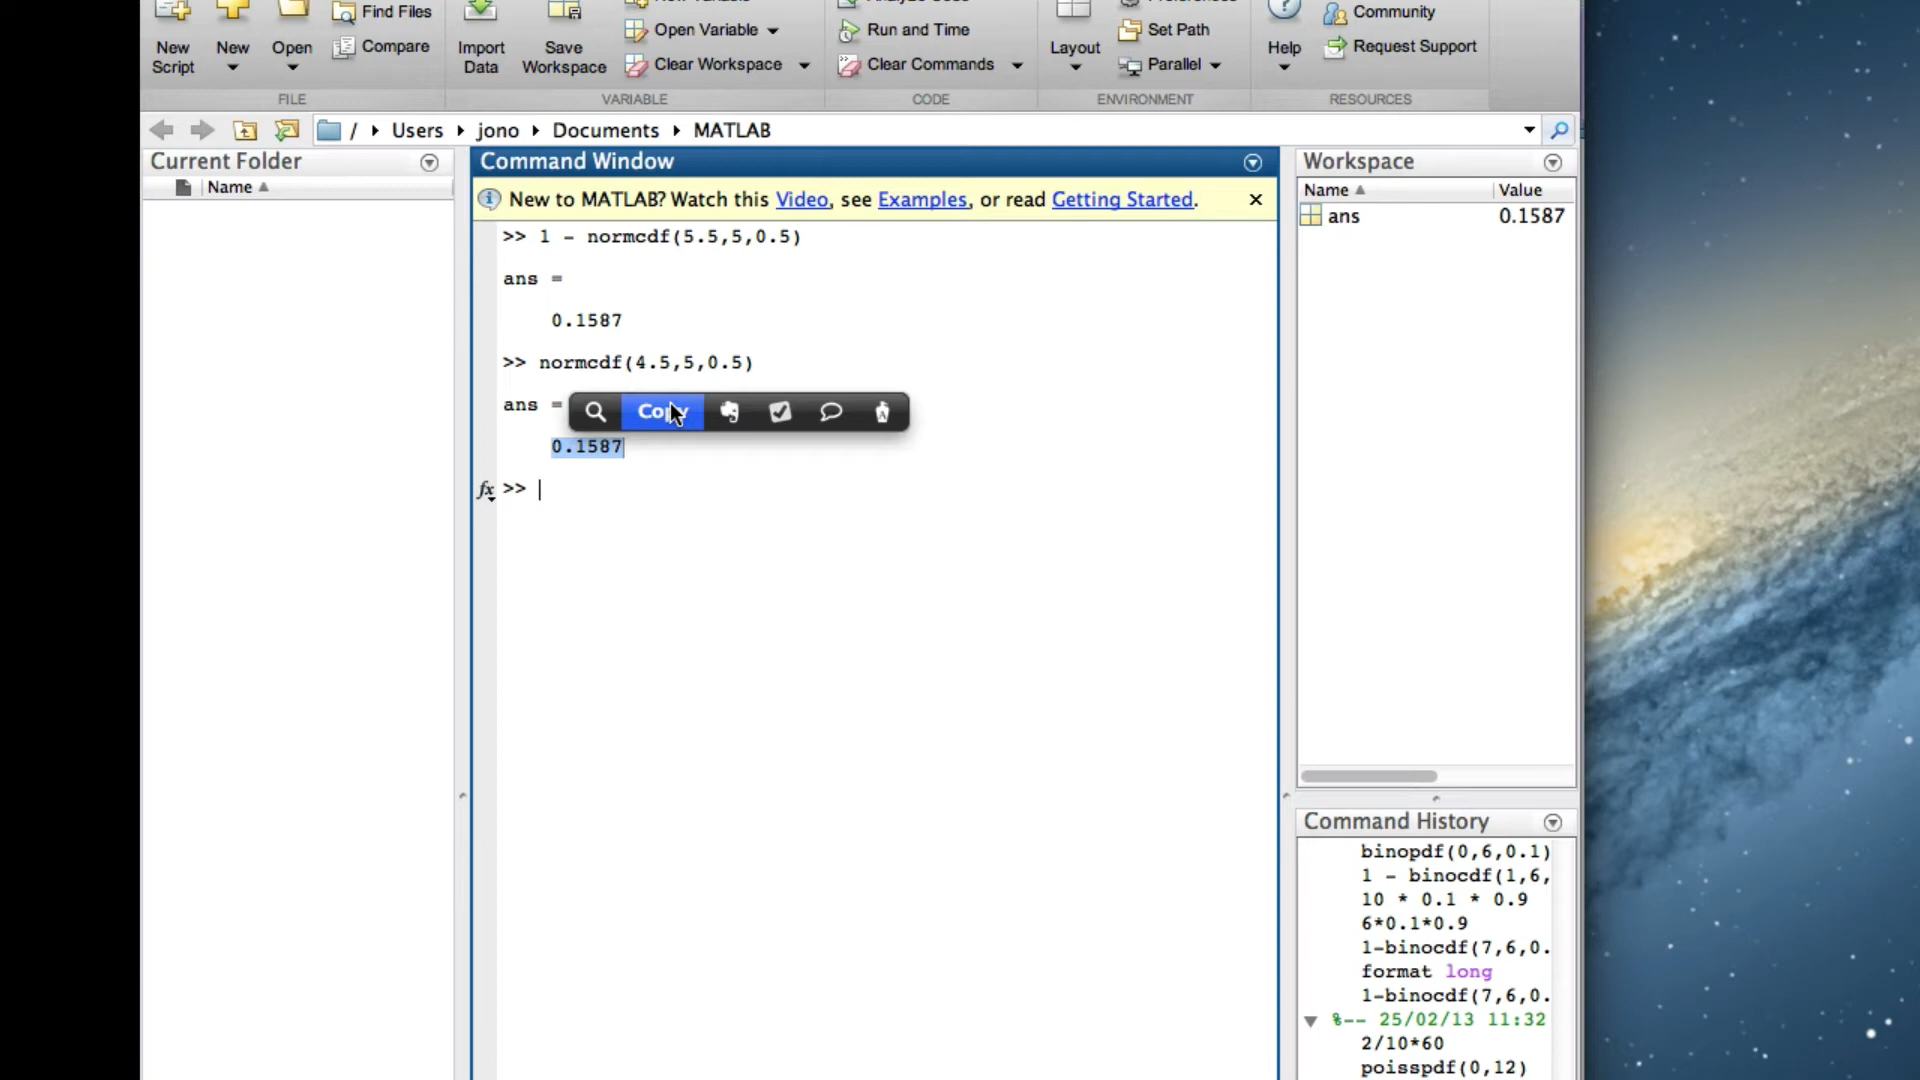 Find Files
Compare
New Script
New
Open
Import Data
Save Workspace
Open Variable
Clear Workspace
Run and Time
Clear Commands
Layout
Set Path
Parallel
Help
Community
Request Support
FILE
VARIABLE
CODE
ENVIRONMENT
RESOURCES
/ Users jono Documents MATLAB
Current Folder
Name
Command Window
New to MATLAB? Watch this Video, see Examples, or read Getting Started.
>> 1 - normcdf(5.5,5,0.5)
ans =
0.1587
>> normcdf(4.5,5,0.5)
ans =
Copy
0.1587
fx >>
Workspace
Name Value
ans 0.1587
Command History
binopdf(0,6,0.1)
1 - binocdf(1,6,
10 * 0.1 * 0.9
6*0.1*0.9
1-binocdf(7,6,0.
format long
1-binocdf(7,6,0.
%-- 25/02/13 11:32
2/10*60
poisspdf(0,12)